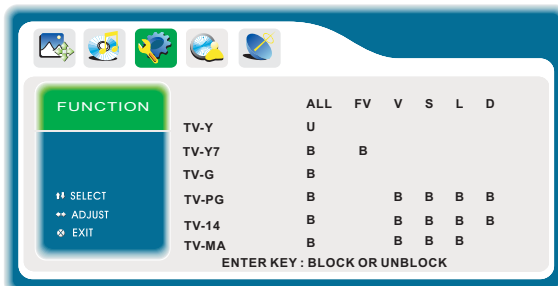 FUNCTION
SELECT
ADJUST
EXIT
ALL FV V S L D
TV-Y U
TV-Y7 B B
TV-G B
TV-PG B B B B B
TV-14 B B B B B
TV-MA B B B B
ENTER KEY : BLOCK OR UNBLOCK